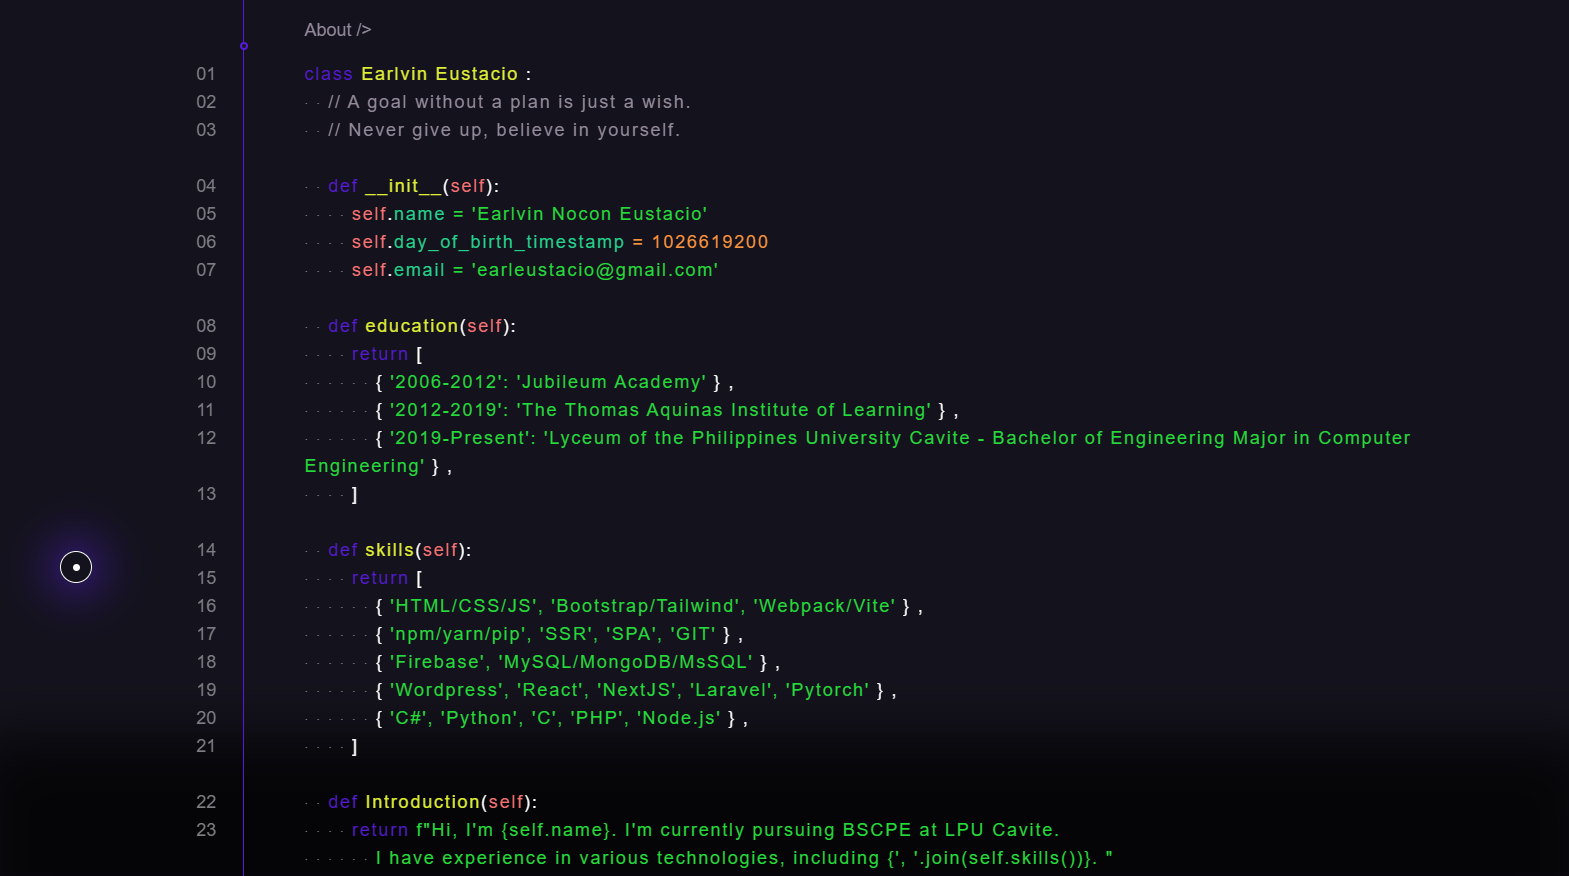 About />
01 class Earlvin Eustacio :
02 · · // A goal without a plan is just a wish.
03 · · // Never give up, believe in yourself.
04 · · def __init__(self):
05 · · · · self.name = 'Earlvin Nocon Eustacio'
06 · · · · self.day_of_birth_timestamp = 1026619200
07 · · · · self.email = 'earleustacio@gmail.com'
08 · · def education(self):
09 · · · · return [
10 · · · · · · { '2006-2012': 'Jubileum Academy' } ,
11 · · · · · · { '2012-2019': 'The Thomas Aquinas Institute of Learning' } ,
12 · · · · · · { '2019-Present': 'Lyceum of the Philippines University Cavite - Bachelor of Engineering Major in Computer
Engineering' } ,
13 · · · · ]
14 · · def skills(self):
15 · · · · return [
16 · · · · · · { 'HTML/CSS/JS', 'Bootstrap/Tailwind', 'Webpack/Vite' } ,
17 · · · · · · { 'npm/yarn/pip', 'SSR', 'SPA', 'GIT' } ,
18 · · · · · · { 'Firebase', 'MySQL/MongoDB/MsSQL' } ,
19 · · · · · · { 'Wordpress', 'React', 'NextJS', 'Laravel', 'Pytorch' } ,
20 · · · · · · { 'C#', 'Python', 'C', 'PHP', 'Node.js' } ,
21 · · · · ]
22 · · def Introduction(self):
23 · · · · return f"Hi, I'm {self.name}. I'm currently pursuing BSCPE at LPU Cavite.
· · · · · · I have experience in various technologies, including {', '.join(self.skills())}. "